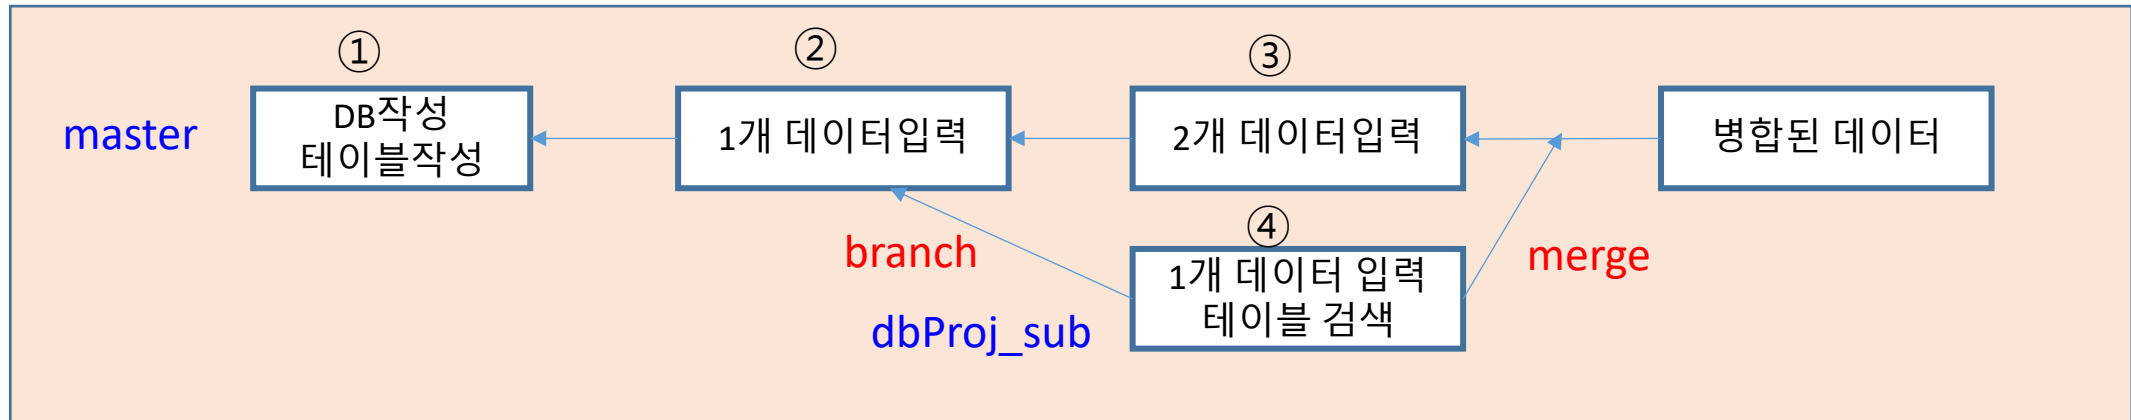 ①
②
③
master
DB작성
테이블작성
1개 데이터입력
2개 데이터입력
병합된 데이터
④
branch
1개 데이터 입력
테이블 검색
merge
dbProj_sub